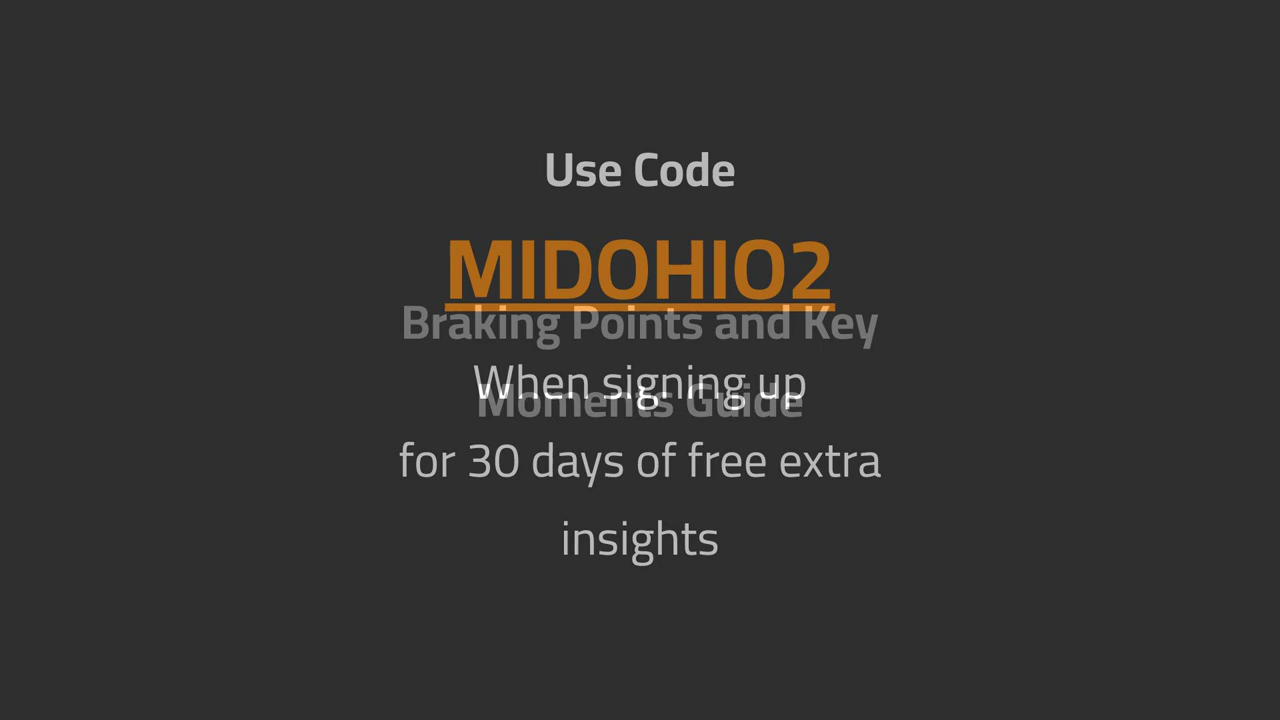 Use Code
MIDOHIO2
Braking Points and Key
When signing up
Moments Guide
for 30 days of free extra
insights